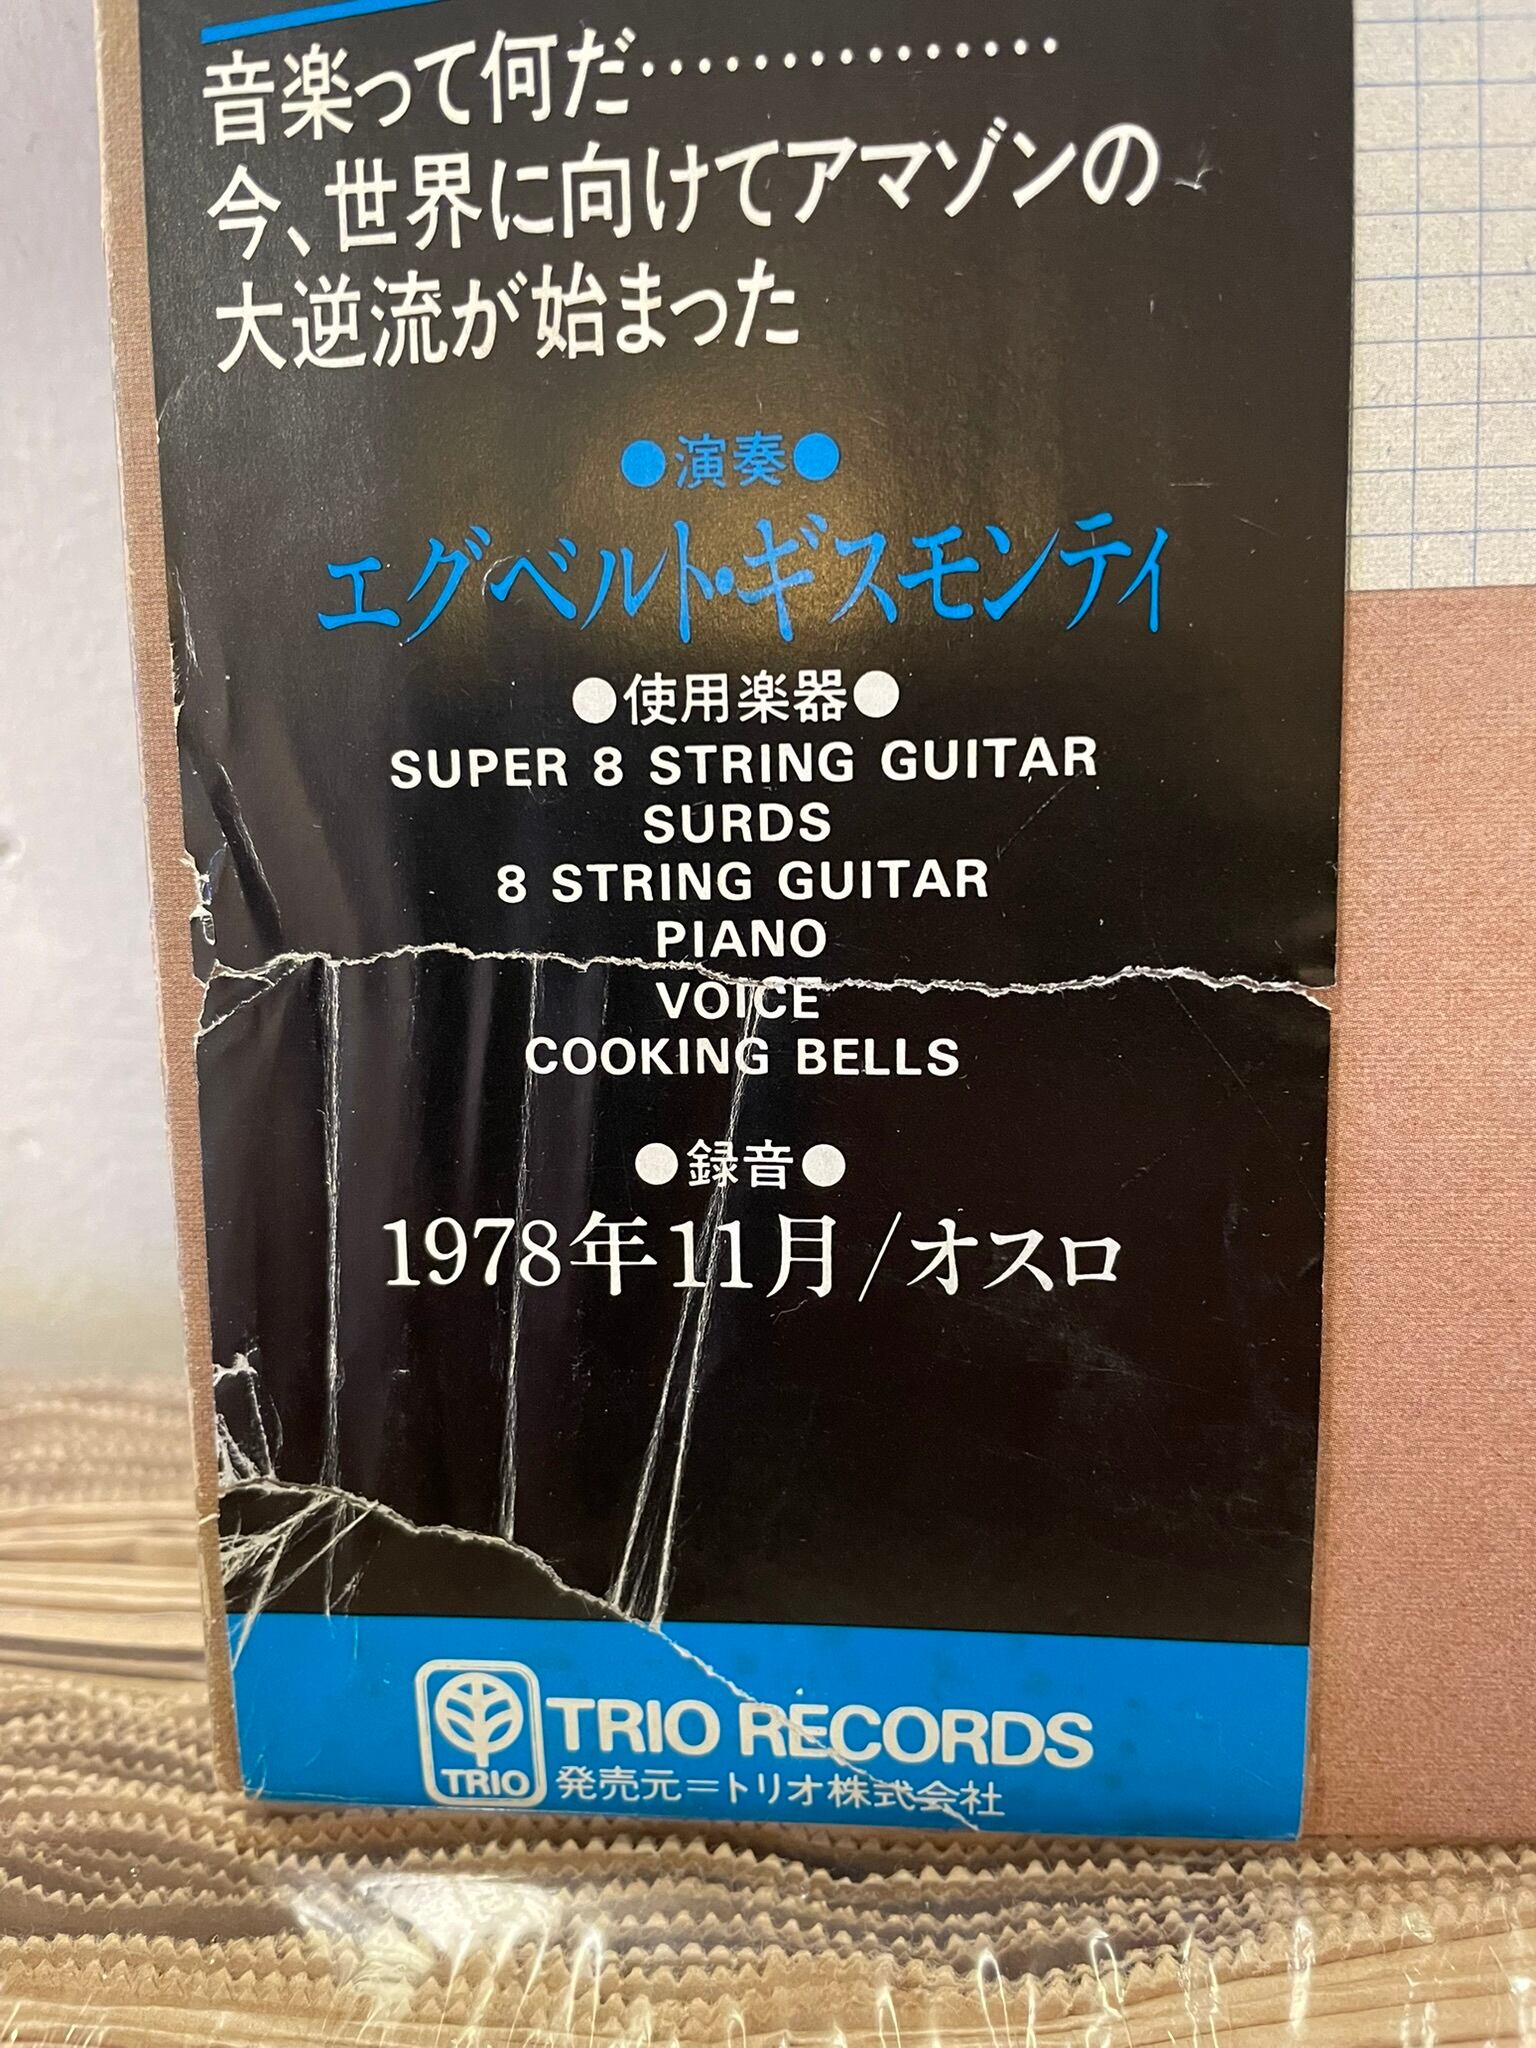 音楽って何だ……………
今、世界に向けてアマゾンの
大逆流が始まった
●演奏●
エグベルト・ギスモンティ
●使用楽器●
SUPER 8 STRING GUITAR
SURDS
8 STRING GUITAR
PIANO
VOICE
COOKING BELLS
●録音●
1978年11月/オスロ
TRIO RECORDS
TRIO
発売元=トリオ株式会社